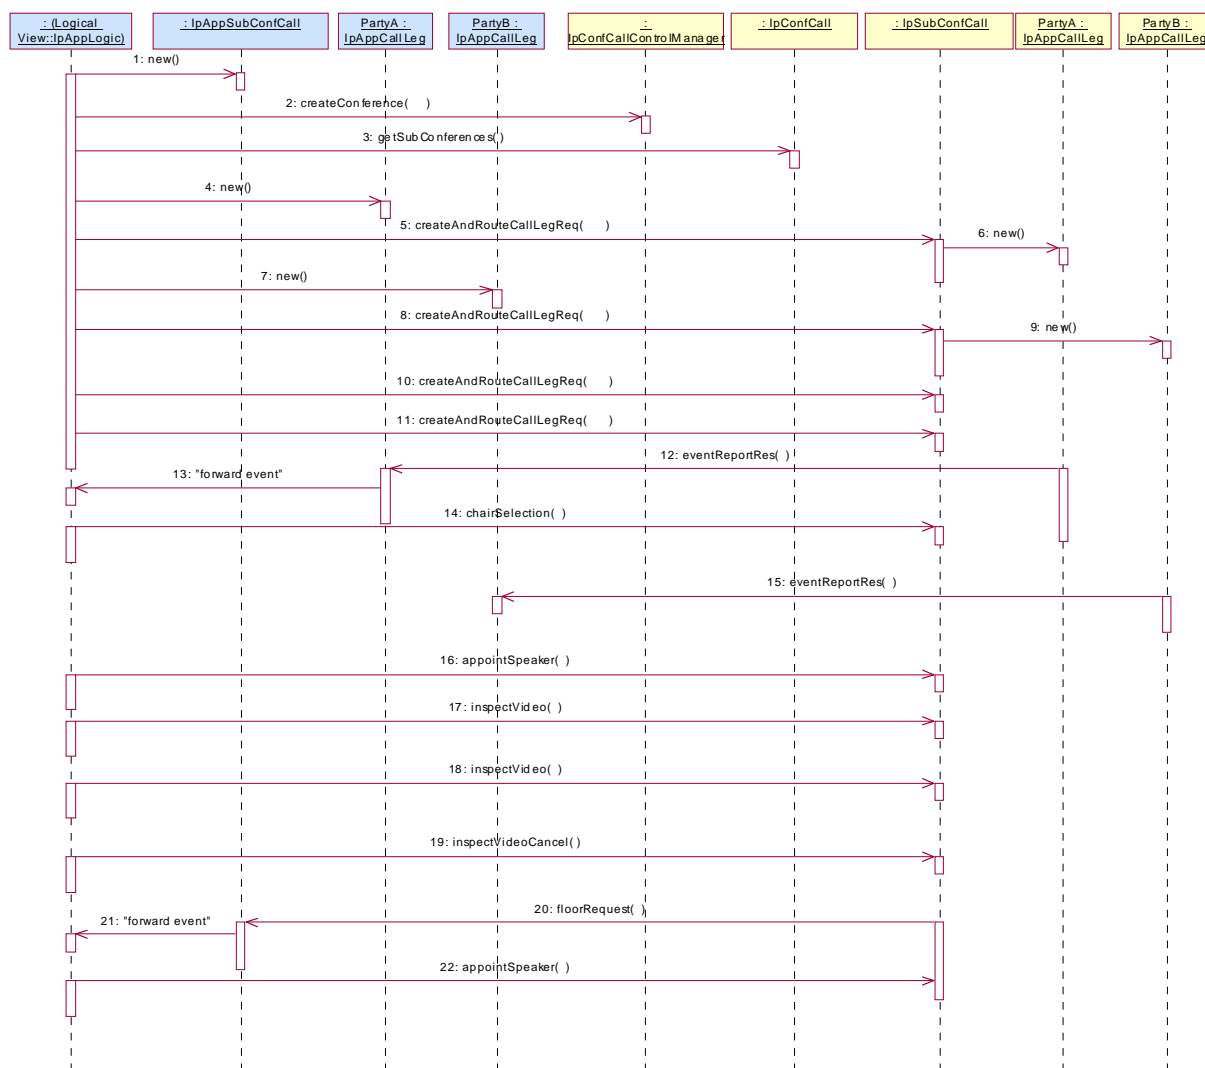 : (Logical
View::IpAppLogic)
: IpAppSubConfCall
PartyA :
IpAppCallLeg
PartyB :
IpAppCallLeg
:
IpConfCallControlManager
: IpConfCall
: IpSubConfCall
PartyA :
IpAppCallLeg
PartyB :
IpAppCallLeg
1: new()
2: createConference( )
3: getSubConferences( )
4: new()
5: createAndRouteCallLegReq( )
6: new()
7: new()
8: createAndRouteCallLegReq( )
9: new()
10: createAndRouteCallLegReq( )
11: createAndRouteCallLegReq( )
12: eventReportRes( )
13: "forward event"
14: chairSelection( )
15: eventReportRes( )
16: appointSpeaker( )
17: inspectVideo( )
18: inspectVideo( )
19: inspectVideoCancel( )
20: floorRequest( )
21: "forward event"
22: appointSpeaker( )